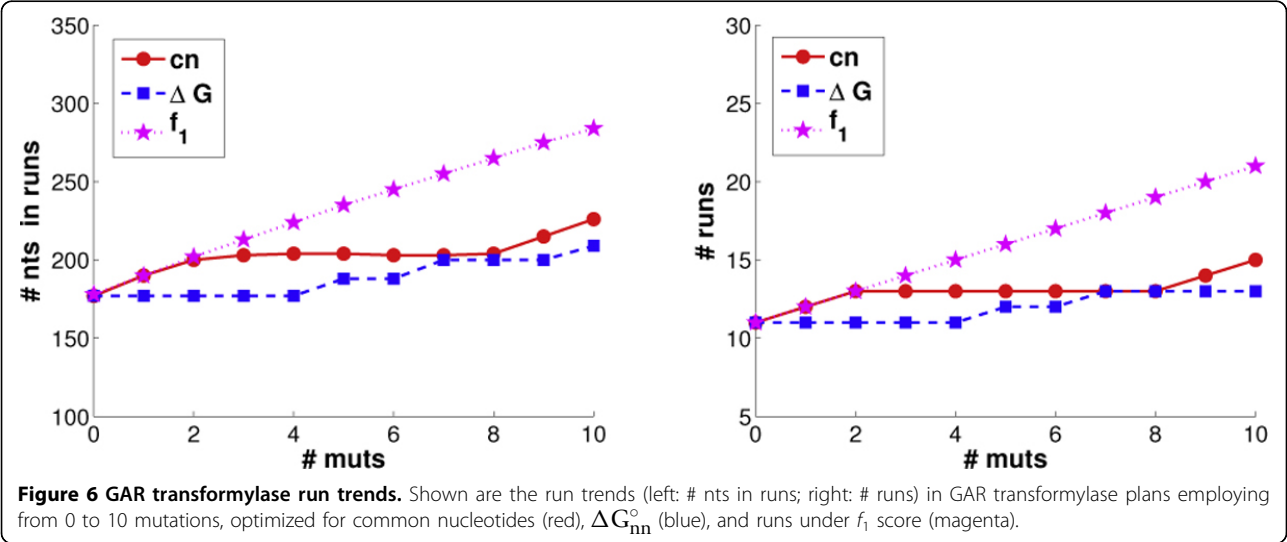 350
300
250
200
150
100
# nts in runs
cn
Δ G
f1
0
2
4
6
8
10
# muts
30
25
20
15
10
5
# runs
cn
Δ G
f1
0
2
4
6
8
10
# muts
Figure 6 GAR transformylase run trends. Shown are the run trends (left: # nts in runs; right: # runs) in GAR transformylase plans employing
from 0 to 10 mutations, optimized for common nucleotides (red), ΔG°nn (blue), and runs under f1 score (magenta).